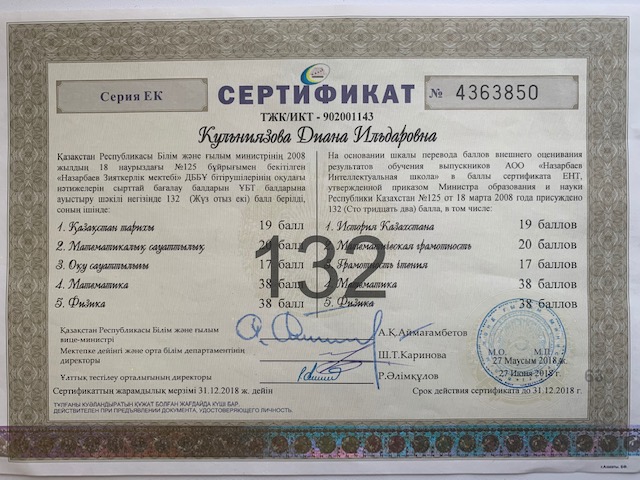 Серия ЕК
СЕРТИФИКАТ
№ 4363850
ТЖК/ИКТ - 902001143
Кульниязова Диана Ильдаровна
Қазақстан Республикасы Білім және ғылым министрінің 2008
жылдың 18 наурыздағы №125 бұйрығымен бекітілген
«Назарбаев Зияткерлік мектебі» ДББҰ бітірушілерінің оқудағы
нәтижелерін сырттай бағалау балдарын ҰБТ балдарына
ауыстыру шәкілі негізінде 132 (Жүз отыз екі) балл берілді,
соның ішінде:
1. Қазақстан тарихы 19 балл
2. Математикалық сауаттылық 20 балл
3. Оқу сауаттылығы 17 балл
4. Математика 38 балл
5. Физика 38 балл
На основании шкалы перевода баллов внешнего оценивания
результатов обучения выпускников АОО «Назарбаев
Интеллектуальная школа» в баллы сертификата ЕНТ,
утвержденной приказом Министра образования и науки
Республики Казахстан №125 от 18 марта 2008 года присуждено
132 (Сто тридцать два) балла, в том числе:
1. История Казахстана 19 баллов
2. Математическая грамотность 20 баллов
3. Грамотность чтения 17 баллов
4. Математика 38 баллов
5. Физика 38 баллов
132
Қазақстан Республикасы Білім және ғылым
вице-министрі
А.Қ.Аймағамбетов
Мектепке дейінгі және орта білім департаментінің
директоры
Ш.Т.Каринова
Ұлттық тестілеу орталығының
директоры
Р.Әлімқұлов
М.О. М.П.
27 Маусым 2018 ж.
27 Июня 2018 г.
63
Сертификаттың жарамдылық мерзімі 31.12.2018 ж. дейін
Срок действия сертификата до 31.12.2018 г.
ТҰЛҒАНЫ КУӘЛАНДЫРАТЫН ҚҰЖАТ БОЛҒАН ЖАҒДАЙДА КҮШІ БАР
ДЕЙСТВИТЕЛЕН ПРИ ПРЕДЪЯВЛЕНИИ ДОКУМЕНТА, УДОСТОВЕРЯЮЩЕГО ЛИЧНОСТЬ